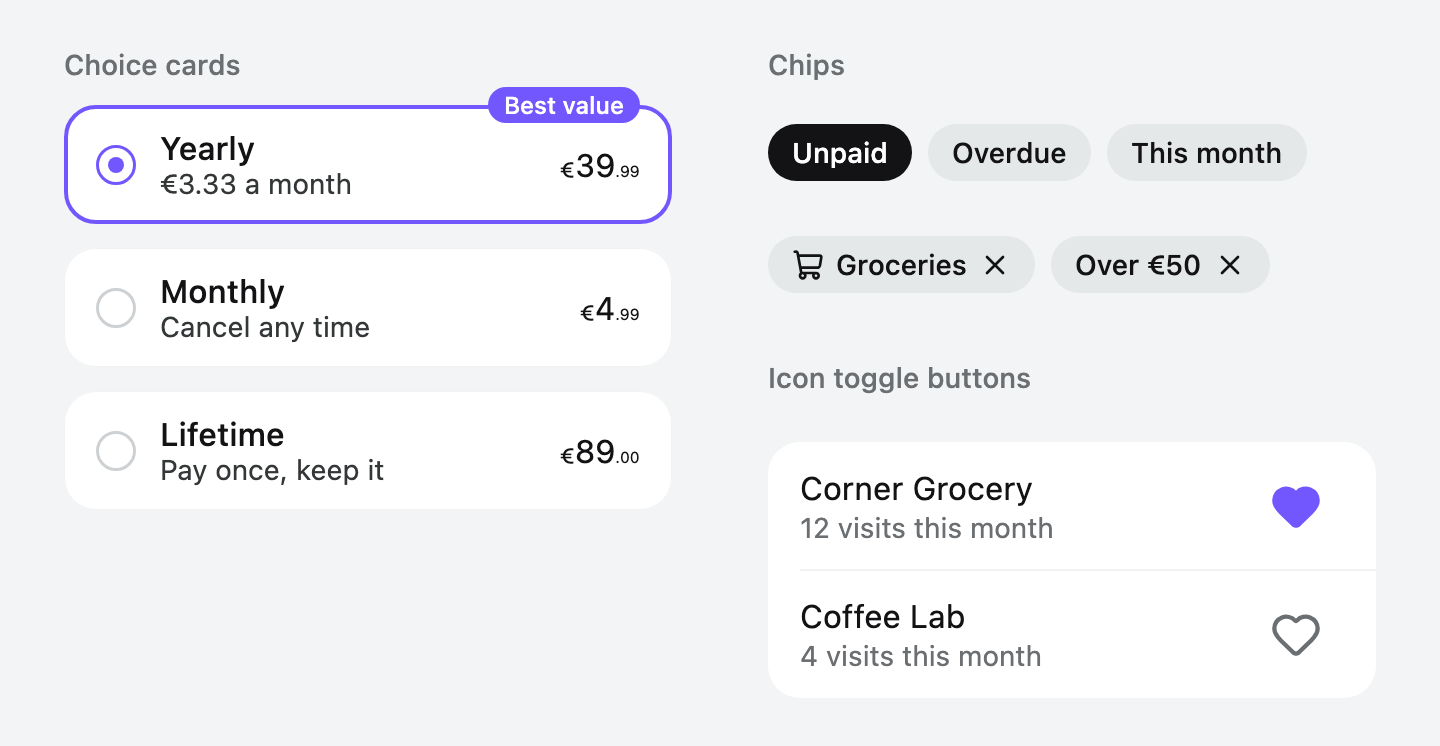 Choice cards
Best value
Yearly
€3.33 a month
€39.99
Monthly
Cancel any time
€4.99
Lifetime
Pay once, keep it
€89.00
Chips
Unpaid
Overdue
This month
Groceries
Over €50
Icon toggle buttons
Corner Grocery
12 visits this month
Coffee Lab
4 visits this month